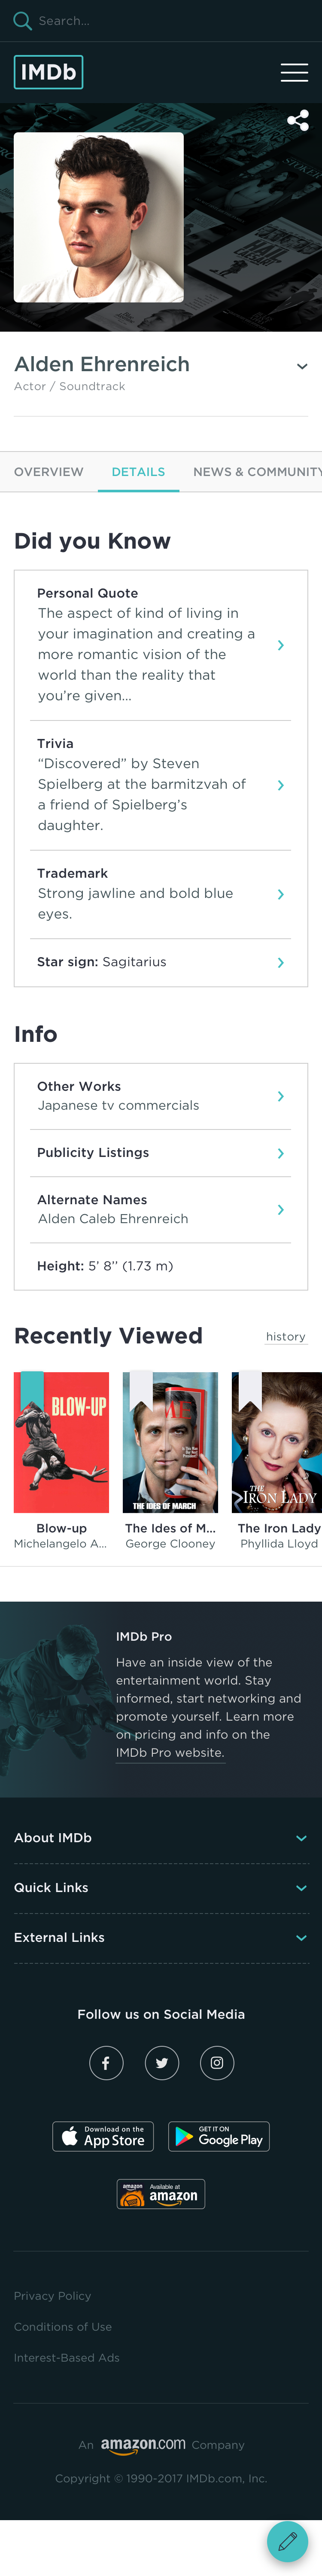 Search...
IMDb
Alden Ehrenreich
Actor / Soundtrack
OVERVIEW DETAILS NEWS & COMMUNITY
Did you Know
Personal Quote
The aspect of kind of living in
your imagination and creating a
more romantic vision of the
world than the reality that
you’re given...
Trivia
“Discovered” by Steven
Spielberg at the barmitzvah of
a friend of Spielberg’s
daughter.
Trademark
Strong jawline and bold blue
eyes.
Star sign: Sagitarius
Info
Other Works
Japanese tv commercials
Publicity Listings
Alternate Names
Alden Caleb Ehrenreich
Height: 5’ 8’’ (1.73 m)
Recently Viewed
history
BLOW-UP
THE IDES OF MARCH
THE
IRON LADY
Blow-up
Michelangelo A...
The Ides of M...
George Clooney
The Iron Lady
Phyllida Lloyd
IMDb Pro
Have an inside view of the
entertainment world. Stay
informed, start networking and
promote yourself. Learn more
on pricing and info on the
IMDb Pro website.
About IMDb
Quick Links
External Links
Follow us on Social Media
Download on the
App Store
GET IT ON
Google Play
amazon
Available at
amazon
Privacy Policy
Conditions of Use
Interest-Based Ads
An amazon.com Company
Copyright © 1990-2017 IMDb.com, Inc.